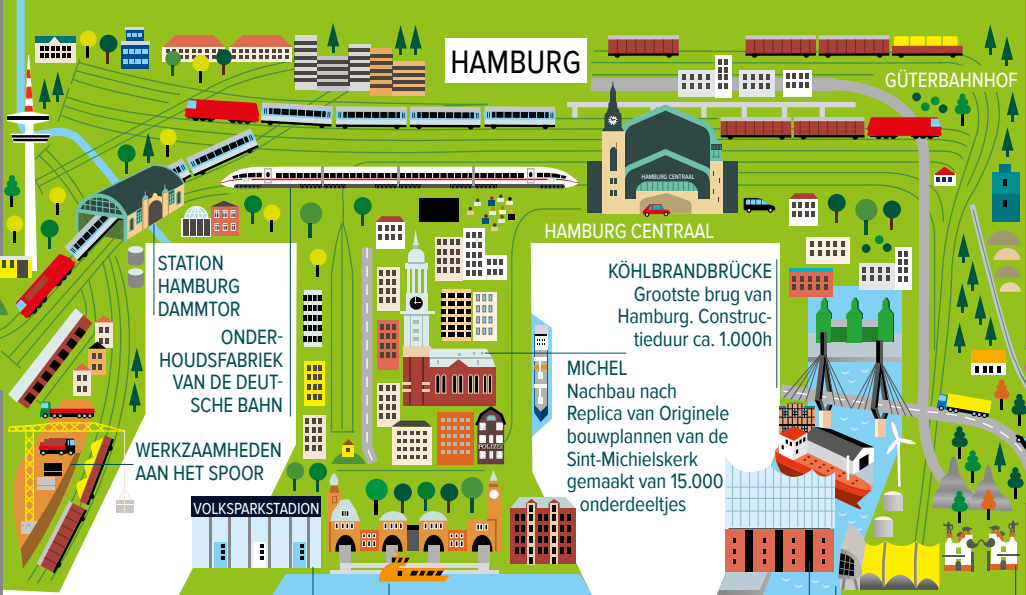 HAMBURG
GÜTERBAHNHOF
HAMBURG CENTRAAL
HAMBURG CENTRAAL
STATION
HAMBURG
DAMMTOR
ONDER-
HOUDSFABRIEK
VAN DE DEUT-
SCHE BAHN
WERKZAAMHEDEN
AAN HET SPOOR
KÖHLBRANDBRÜCKE
Grootste brug van
Hamburg. Construc-
tieduur ca. 1.000h
MICHEL
Nachbau nach
Replica van Originele
bouwplannen van de
Sint-Michielskerk
gemaakt van 15.000
onderdeeltjes
POLIZEI
VOLKSPARKSTADION